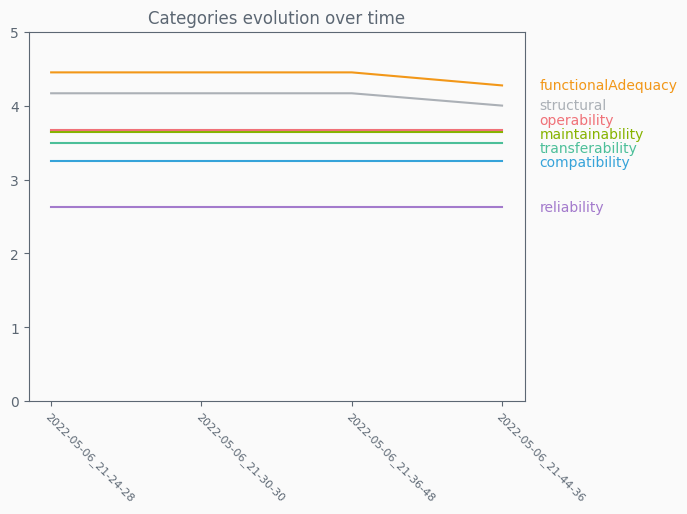 Categories evolution over time
5
4
3
2
1
0
functionalAdequacy
structural
operability
maintainability
transferability
compatibility
reliability
2022-05-06_21-24-28
2022-05-06_21-30-30
2022-05-06_21-36-48
2022-05-06_21-44-36